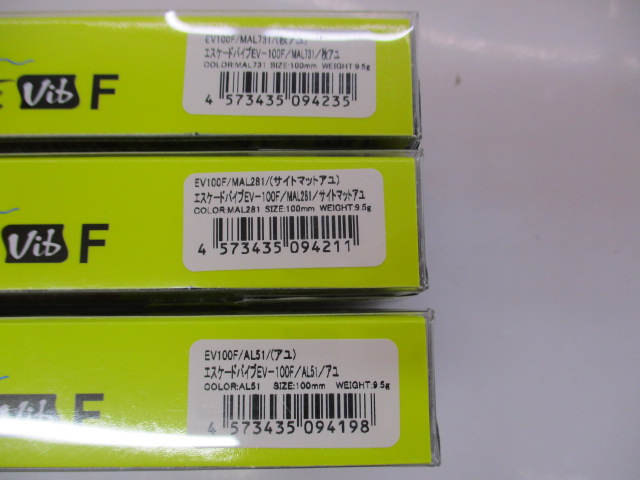 EV100F/MAL731/(秋アユ)
エスケードバイブEV-100F/MAL731/秋アユ
COLOR:MAL731 SIZE:100mm WEIGHT:9.5g
4 573435 094235
Vib F
EV100F/MAL281/(サイトマットアユ)
エスケードバイブEV-100F/MAL281/サイトマットアユ
COLOR:MAL281 SIZE:100mm WEIGHT:9.5g
4 573435 094211
Vib F
EV100F/AL51/(アユ)
エスケードバイブEV-100F/AL51/アユ
COLOR:AL51 SIZE:100mm WEIGHT:9.5g
4 573435 094198
Vib F